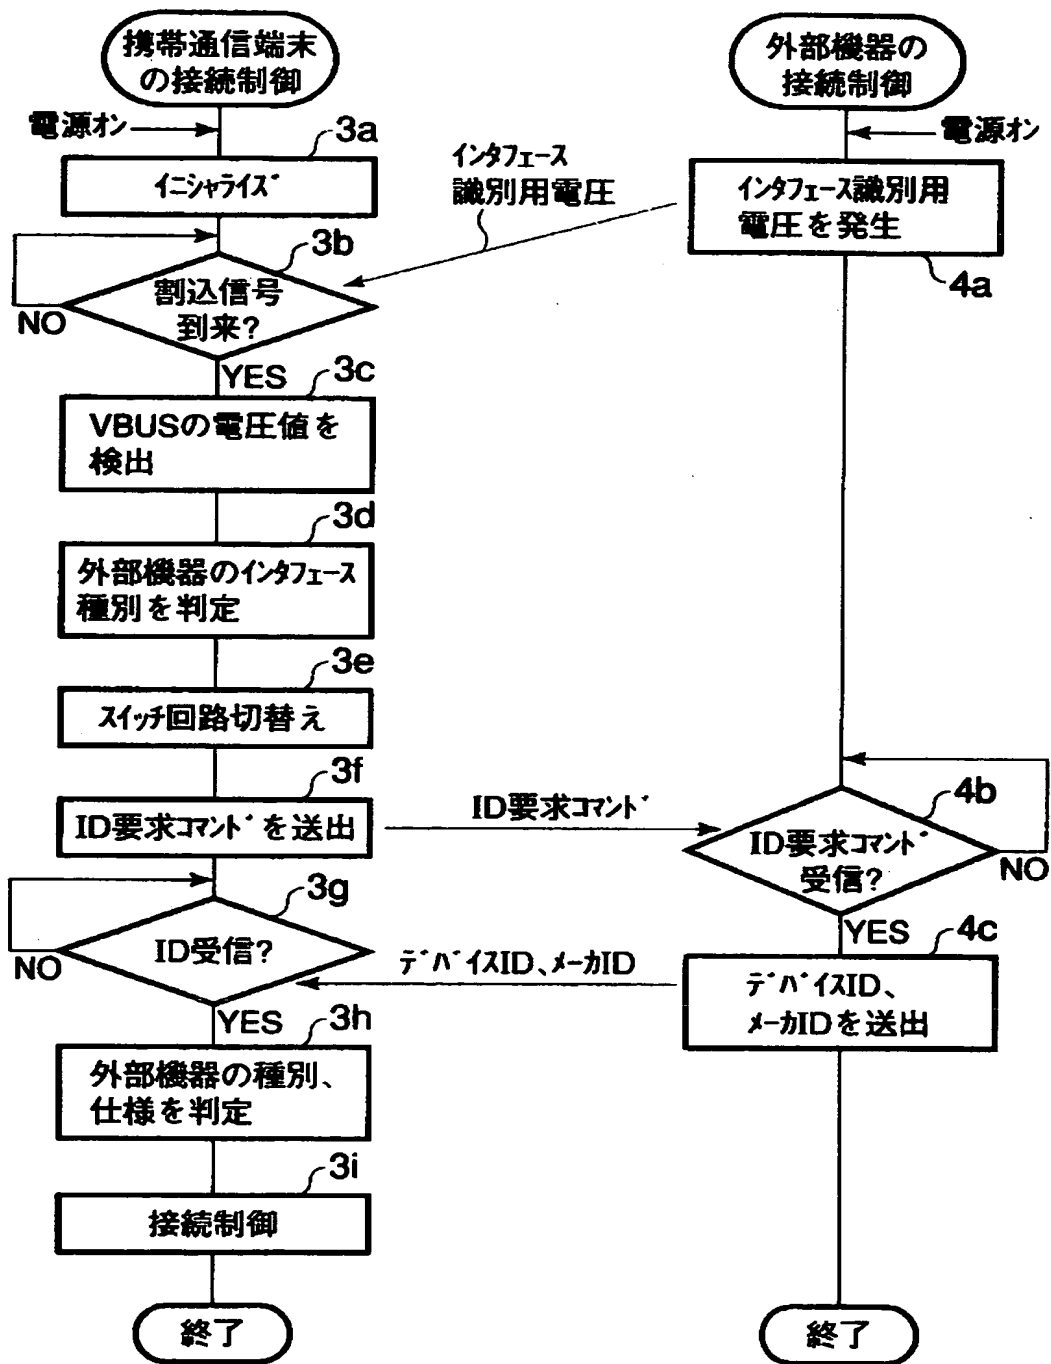 携帯通信端末
の接続制御
電源オン
3a
イニシャライズ
3b
割込信号
到来?
NO
YES
3c
VBUSの電圧値を
検出
3d
外部機器のインタフェース
種別を判定
3e
スイッチ回路切替え
3f
ID要求コマンドを送出
3g
ID受信?
NO
YES
3h
外部機器の種別、
仕様を判定
3i
接続制御
終了
インタフェース
識別用電圧
ID要求コマンド
デバイスID、メーカID
外部機器の
接続制御
電源オン
インタフェース識別用
電圧を発生
4a
4b
ID要求コマンド
受信?
NO
YES
4c
デバイスID、
メーカIDを送出
終了